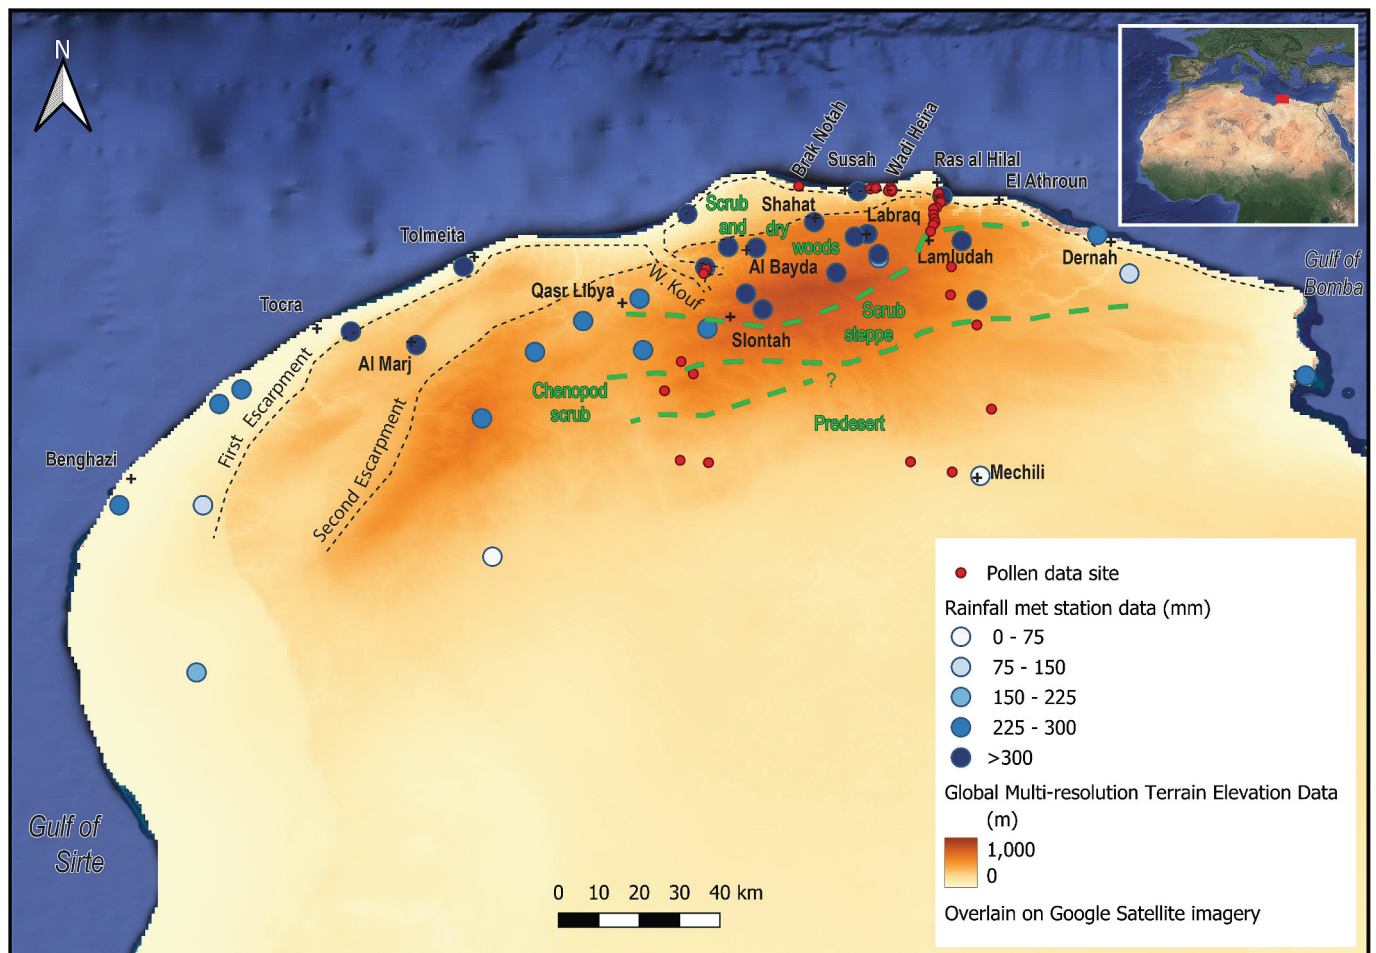 N
Brak Notah
Susah
Wadi Heira
Ras al Hilal
El Athroun
Scrub
and dry
woods
Shahat
Labraq
Tolmeita
Al Bayda
Lamludah
Dernah
Gulf of
Bomba
W. Kouf
Qasr Libya
Tocra
Slontah
Scrub
steppe
Al Marj
First Escarpment
Chenopod
scrub
?
Second Escarpment
Predesert
Benghazi
Mechili
Pollen data site
Rainfall met station data (mm)
0 - 75
75 - 150
150 - 225
225 - 300
>300
Global Multi-resolution Terrain Elevation Data
(m)
1,000
0
Overlain on Google Satellite imagery
Gulf of
Sirte
0 10 20 30 40 km